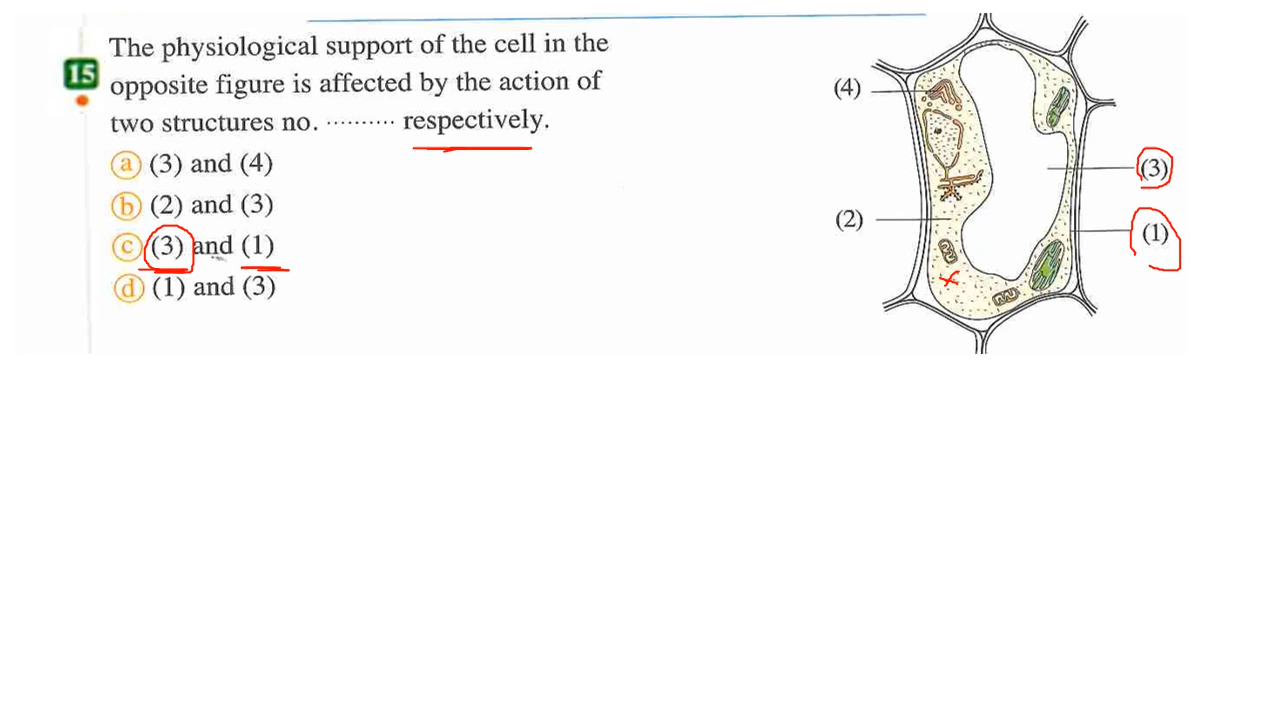 15
The physiological support of the cell in the
opposite figure is affected by the action of
two structures no. ·········· respectively.
a (3) and (4)
b (2) and (3)
c (3) and (1)
d (1) and (3)
(4)
(3)
(2)
(1)